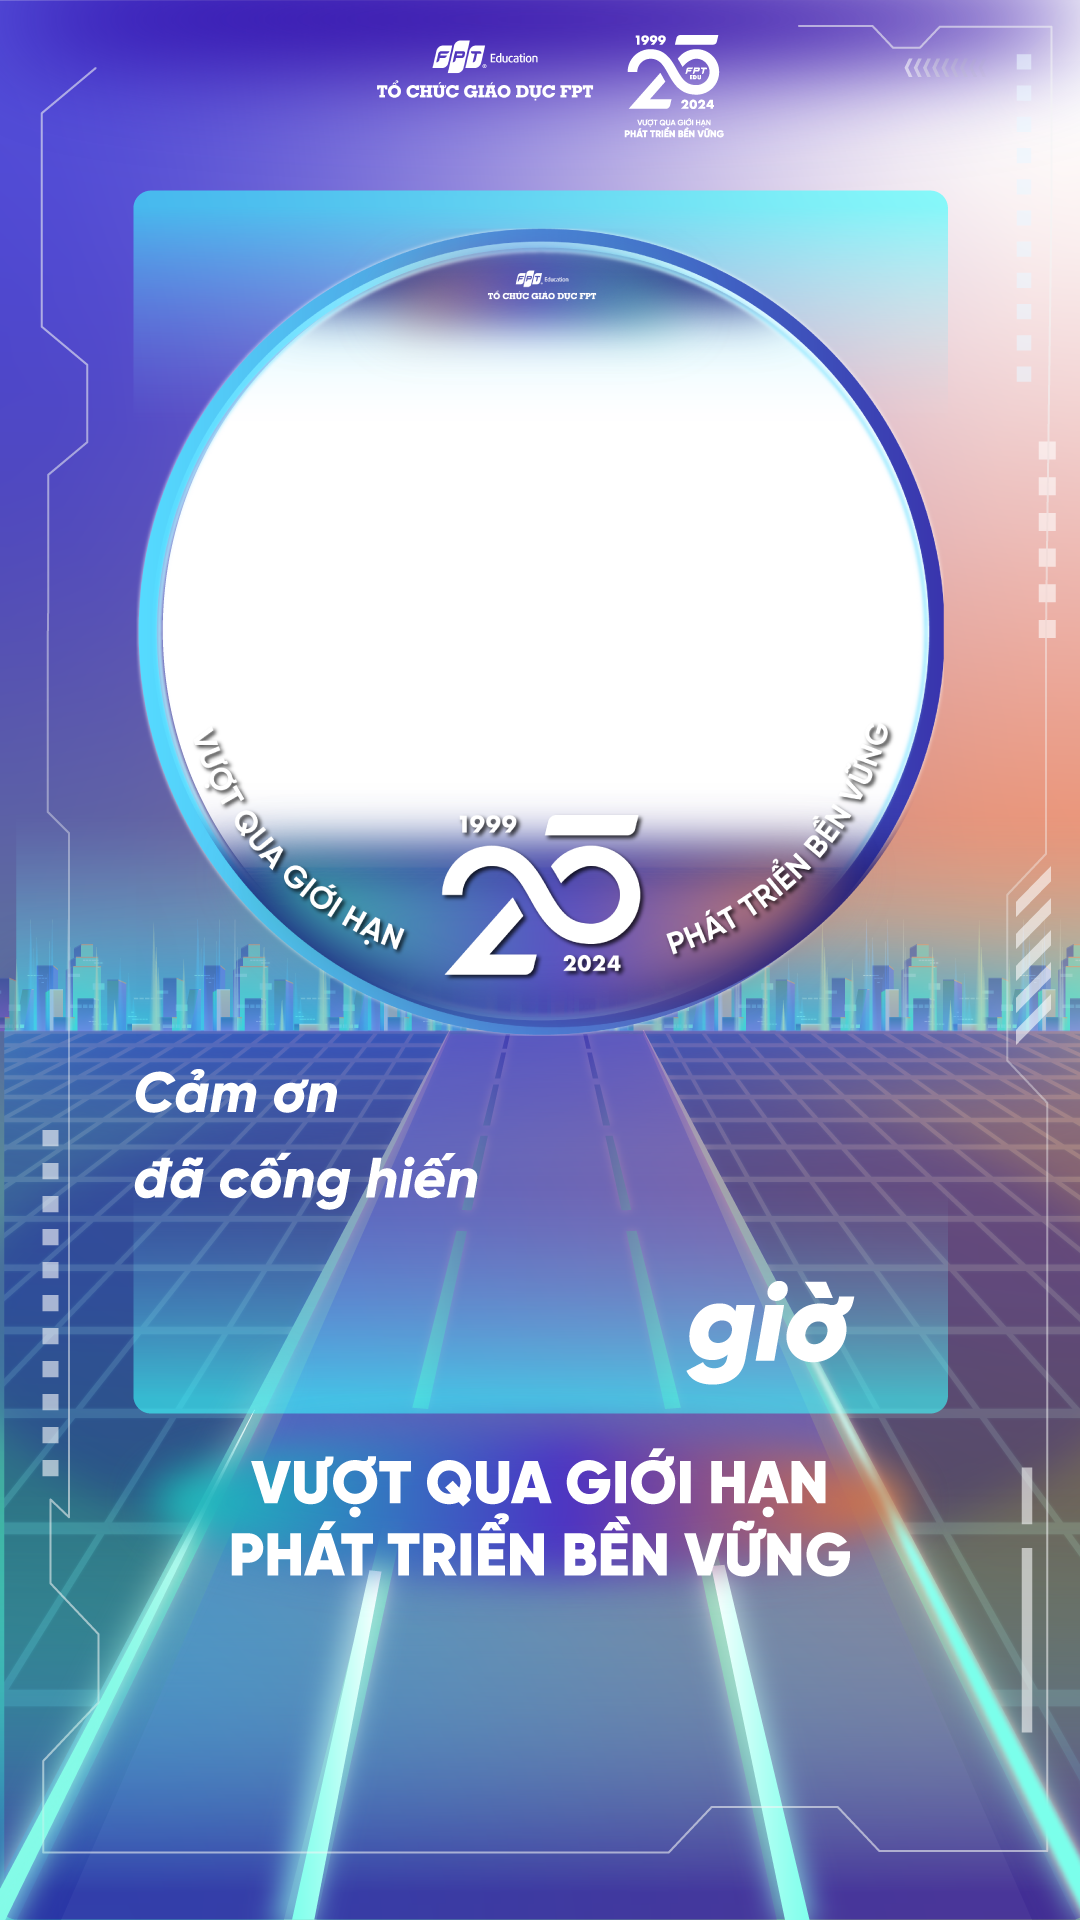 FPT Education
TỔ CHỨC GIÁO DỤC FPT
1999
25
FPT
EDU
2024
VƯỢT QUA GIỚI HẠN
PHÁT TRIỂN BỀN VỮNG
FPT Education
TỔ CHỨC GIÁO DỤC FPT
VƯỢT QUA GIỚI HẠN
1999
25
2024
PHÁT TRIỂN BỀN VỮNG
Cảm ơn
đã cống hiến
giờ
VƯỢT QUA GIỚI HẠN
PHÁT TRIỂN BỀN VỮNG